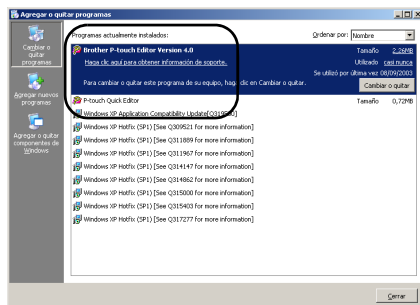 Agregar o quitar programas
Cambiar o quitar programas
Agregar nuevos programas
Agregar o quitar componentes de Windows
Programas actualmente instalados:
Ordenar por: Nombre
Brother P-touch Editor Version 4.0
Tamaño 2,26MB
Haga clic aquí para obtener información de soporte.
Utilizado casi nunca
Se utilizó por última vez 08/09/2003
Para cambiar o quitar este programa de su equipo, haga clic en Cambiar o quitar.
Cambiar o quitar
P-touch Quick Editor
Tamaño 0,72MB
Windows XP Application Compatibility Update[Q319580]
Windows XP Hotfix (SP1) [See Q309521 for more information]
Windows XP Hotfix (SP1) [See Q311889 for more information]
Windows XP Hotfix (SP1) [See Q311967 for more information]
Windows XP Hotfix (SP1) [See Q314147 for more information]
Windows XP Hotfix (SP1) [See Q314862 for more information]
Windows XP Hotfix (SP1) [See Q315000 for more information]
Windows XP Hotfix (SP1) [See Q315403 for more information]
Windows XP Hotfix (SP1) [See Q317277 for more information]
Cerrar